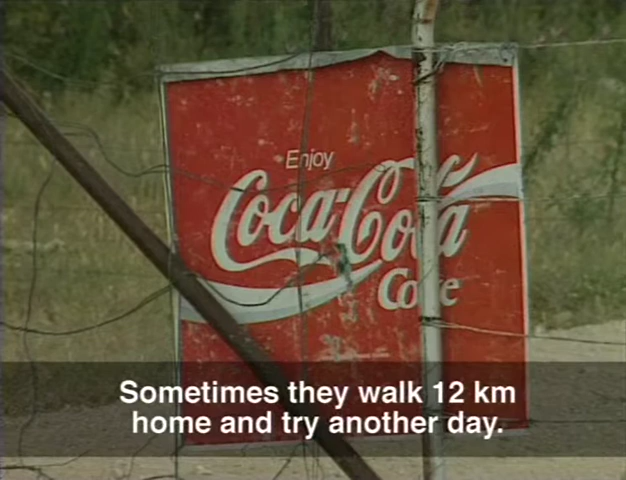 Enjoy
Coca-Cola
Coke
Sometimes they walk 12 km
home and try another day.